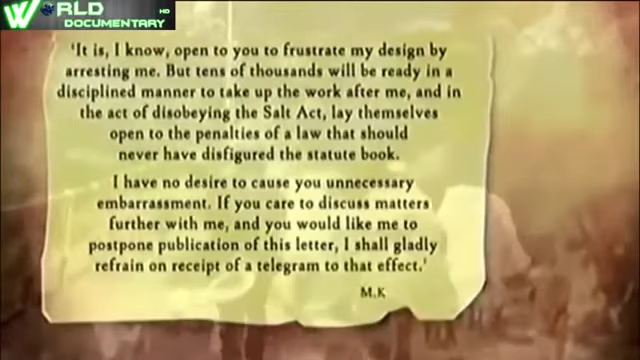 WORLD HD
DOCUMENTARY
'It is, I know, open to you to frustrate my design by
arresting me. But tens of thousands will be ready in a
disciplined manner to take up the work after me, and in
the act of disobeying the Salt Act, lay themselves
open to the penalties of a law that should
never have disfigured the statute book.
I have no desire to cause you unnecessary
embarrassment. If you care to discuss matters
further with me, and you would like me to
postpone publication of this letter, I shall gladly
refrain on receipt of a telegram to that effect.'
M.K